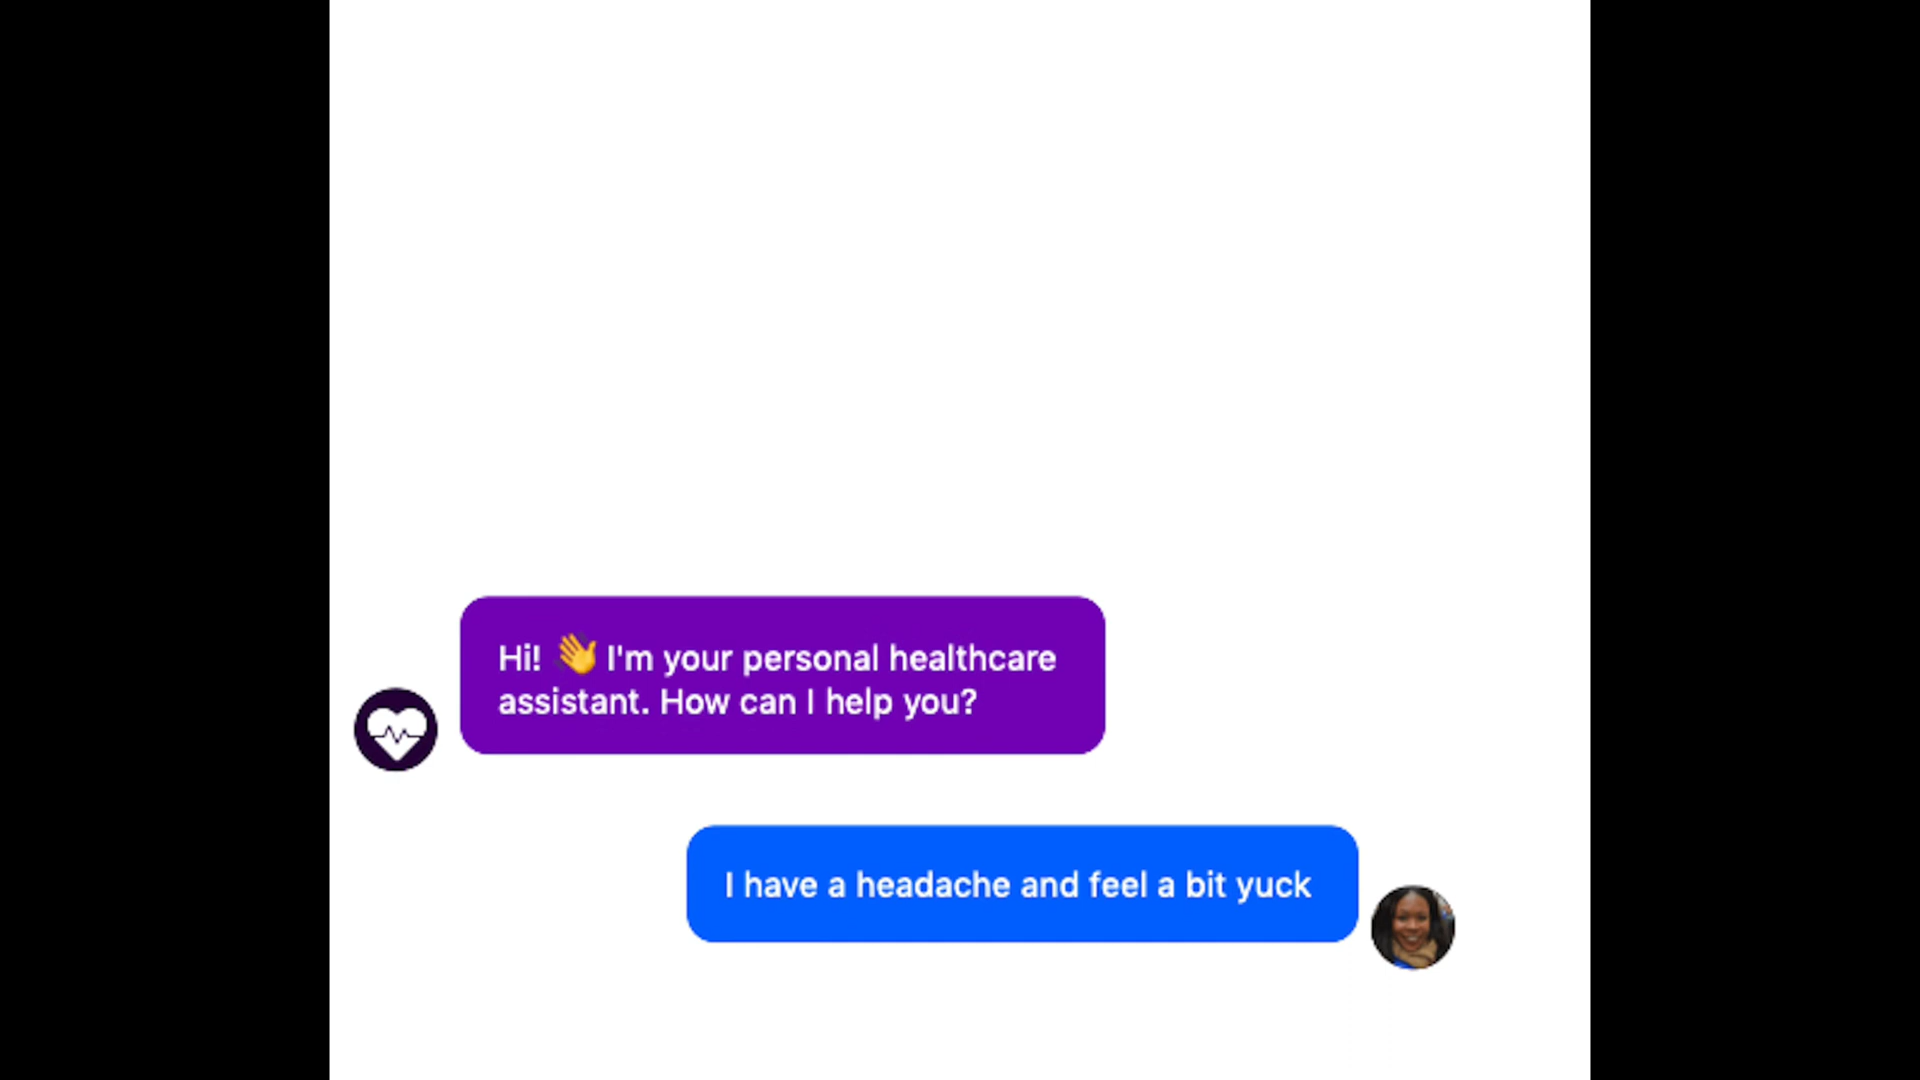 Hi! 👋 I'm your personal healthcare
assistant. How can I help you?
I have a headache and feel a bit yuck